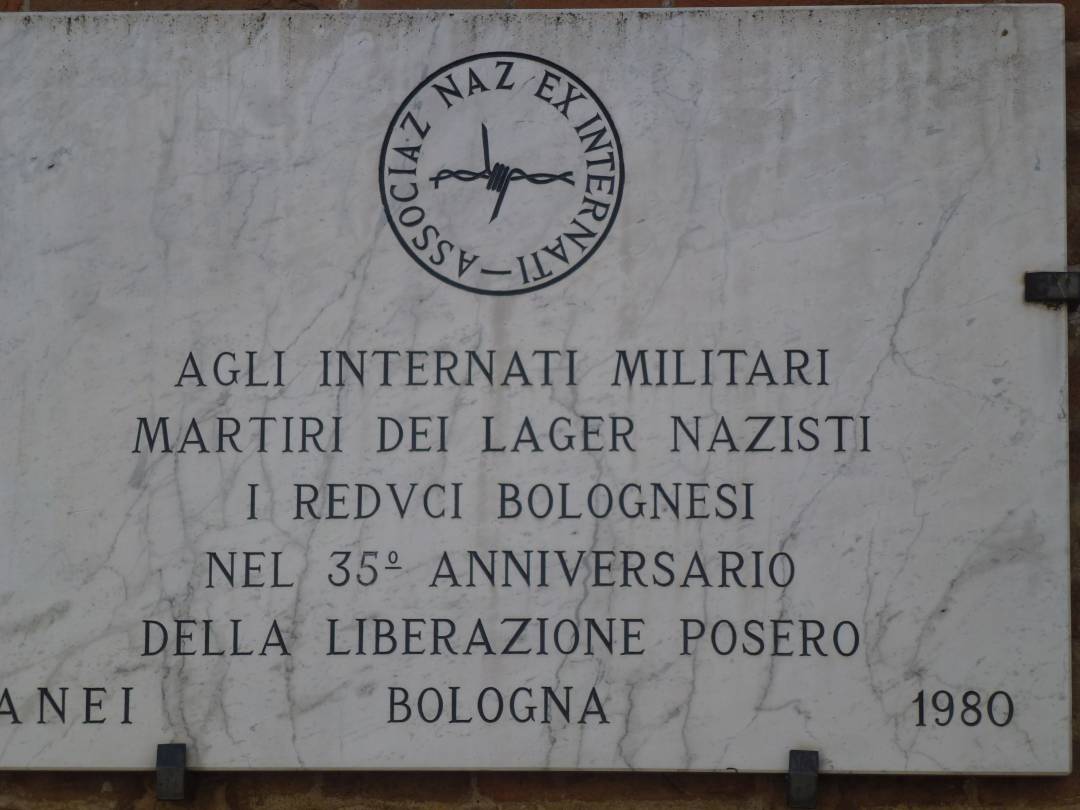 ASSOCIAZ NAZ EX INTERNATI —
AGLI INTERNATI MILITARI
MARTIRI DEI LAGER NAZISTI
I REDVCI BOLOGNESI
NEL 35º ANNIVERSARIO
DELLA LIBERAZIONE POSERO
ANEI BOLOGNA 1980